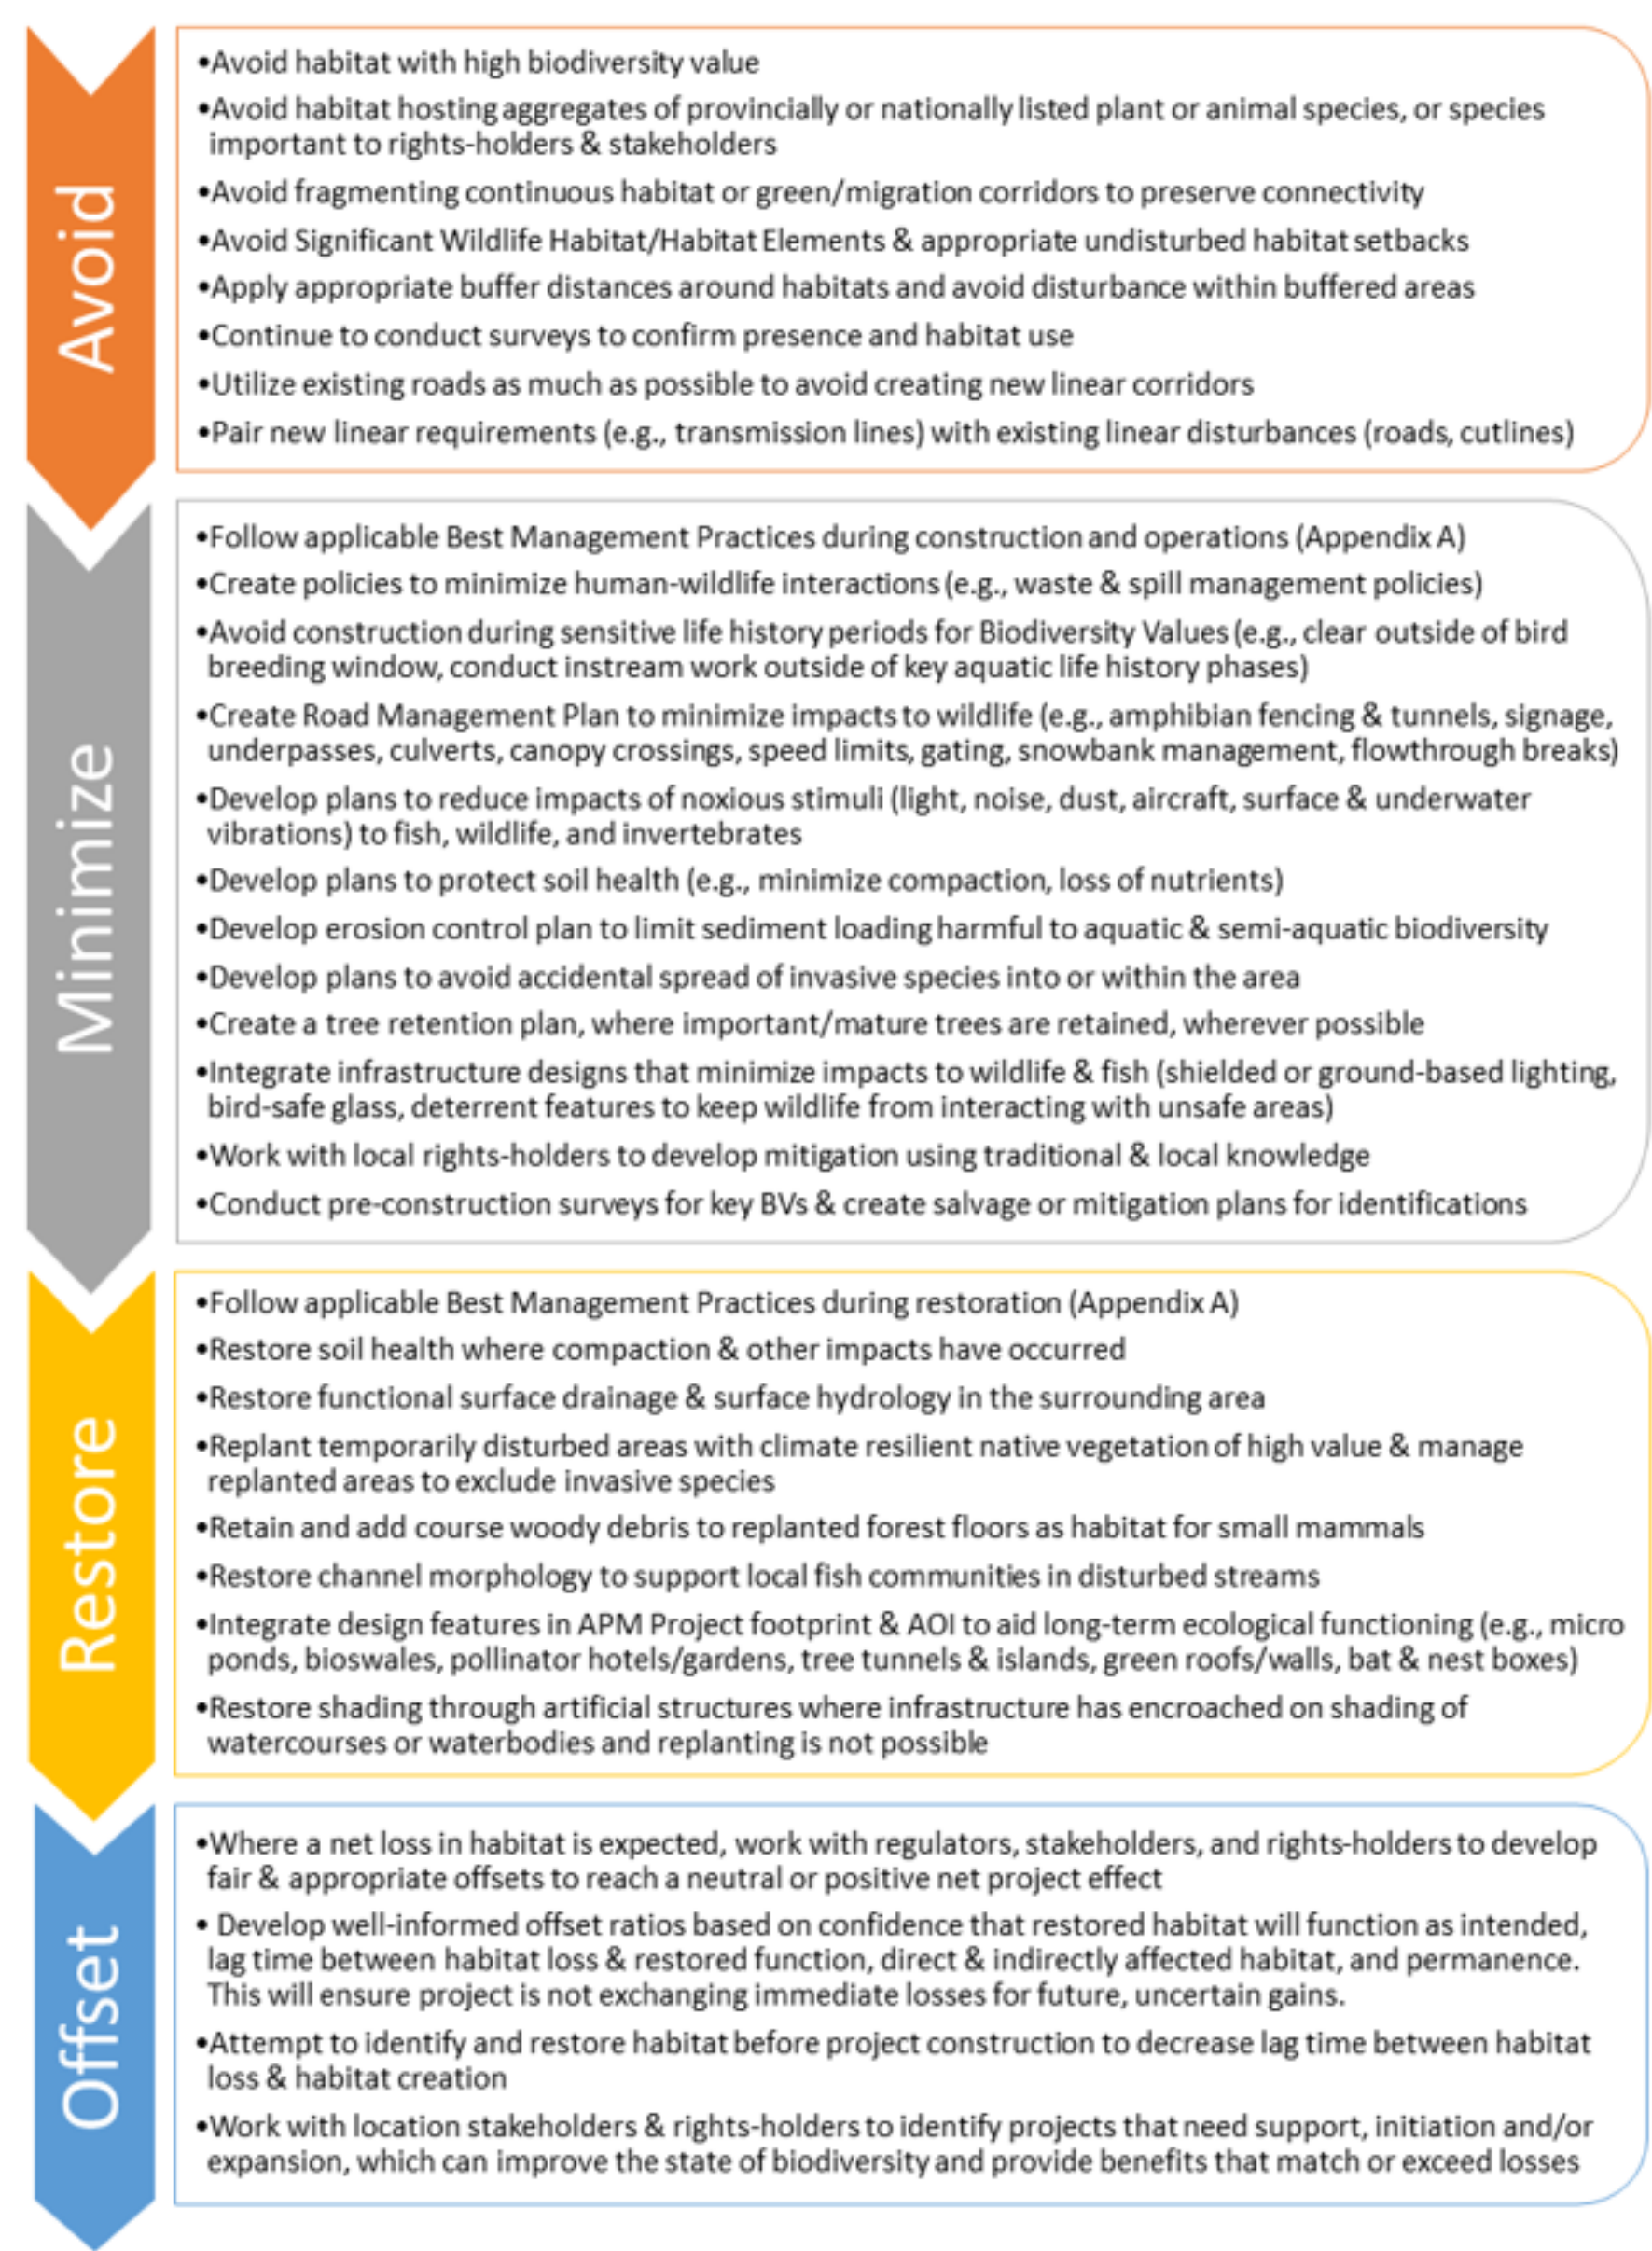 Avoid
•Avoid habitat with high biodiversity value
•Avoid habitat hosting aggregates of provincially or nationally listed plant or animal species, or species
important to rights-holders & stakeholders
•Avoid fragmenting continuous habitat or green/migration corridors to preserve connectivity
•Avoid Significant Wildlife Habitat/Habitat Elements & appropriate undisturbed habitat setbacks
•Apply appropriate buffer distances around habitats and avoid disturbance within buffered areas
•Continue to conduct surveys to confirm presence and habitat use
•Utilize existing roads as much as possible to avoid creating new linear corridors
•Pair new linear requirements (e.g., transmission lines) with existing linear disturbances (roads, cutlines)
Minimize
•Follow applicable Best Management Practices during construction and operations (Appendix A)
•Create policies to minimize human-wildlife interactions (e.g., waste & spill management policies)
•Avoid construction during sensitive life history periods for Biodiversity Values (e.g., clear outside of bird
breeding window, conduct instream work outside of key aquatic life history phases)
•Create Road Management Plan to minimize impacts to wildlife (e.g., amphibian fencing & tunnels, signage,
underpasses, culverts, canopy crossings, speed limits, gating, snowbank management, flowthrough breaks)
•Develop plans to reduce impacts of noxious stimuli (light, noise, dust, aircraft, surface & underwater
vibrations) to fish, wildlife, and invertebrates
•Develop plans to protect soil health (e.g., minimize compaction, loss of nutrients)
•Develop erosion control plan to limit sediment loading harmful to aquatic & semi-aquatic biodiversity
•Develop plans to avoid accidental spread of invasive species into or within the area
•Create a tree retention plan, where important/mature trees are retained, wherever possible
•Integrate infrastructure designs that minimize impacts to wildlife & fish (shielded or ground-based lighting,
bird-safe glass, deterrent features to keep wildlife from interacting with unsafe areas)
•Work with local rights-holders to develop mitigation using traditional & local knowledge
•Conduct pre-construction surveys for key BVs & create salvage or mitigation plans for identifications
Restore
•Follow applicable Best Management Practices during restoration (Appendix A)
•Restore soil health where compaction & other impacts have occurred
•Restore functional surface drainage & surface hydrology in the surrounding area
•Replant temporarily disturbed areas with climate resilient native vegetation of high value & manage
replanted areas to exclude invasive species
•Retain and add course woody debris to replanted forest floors as habitat for small mammals
•Restore channel morphology to support local fish communities in disturbed streams
•Integrate design features in APM Project footprint & AOI to aid long-term ecological functioning (e.g., micro
ponds, bioswales, pollinator hotels/gardens, tree tunnels & islands, green roofs/walls, bat & nest boxes)
•Restore shading through artificial structures where infrastructure has encroached on shading of
watercourses or waterbodies and replanting is not possible
Offset
•Where a net loss in habitat is expected, work with regulators, stakeholders, and rights-holders to develop
fair & appropriate offsets to reach a neutral or positive net project effect
• Develop well-informed offset ratios based on confidence that restored habitat will function as intended,
lag time between habitat loss & restored function, direct & indirectly affected habitat, and permanence.
This will ensure project is not exchanging immediate losses for future, uncertain gains.
•Attempt to identify and restore habitat before project construction to decrease lag time between habitat
loss & habitat creation
•Work with location stakeholders & rights-holders to identify projects that need support, initiation and/or
expansion, which can improve the state of biodiversity and provide benefits that match or exceed losses